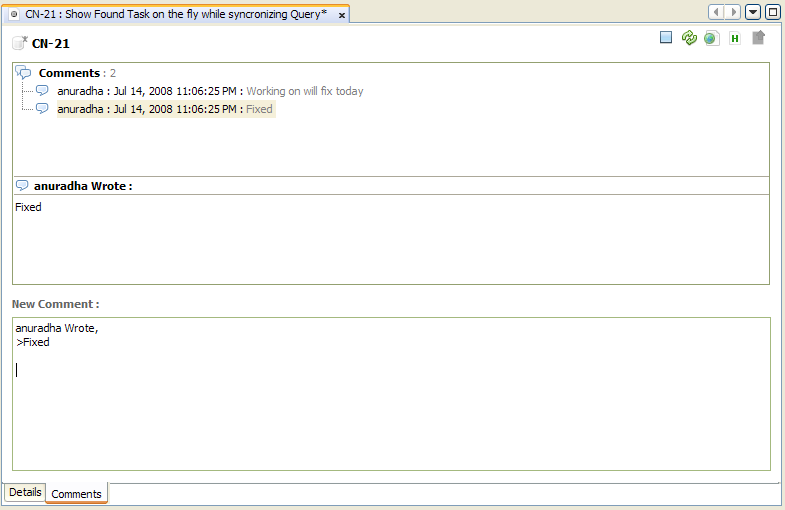 CN-21 : Show Found Task on the fly while syncronizing Query* x
CN-21
H
Comments : 2
anuradha : Jul 14, 2008 11:06:25 PM : Working on will fix today
anuradha : Jul 14, 2008 11:06:25 PM : Fixed
anuradha Wrote :
Fixed
New Comment :
anuradha Wrote,
>Fixed
Details Comments